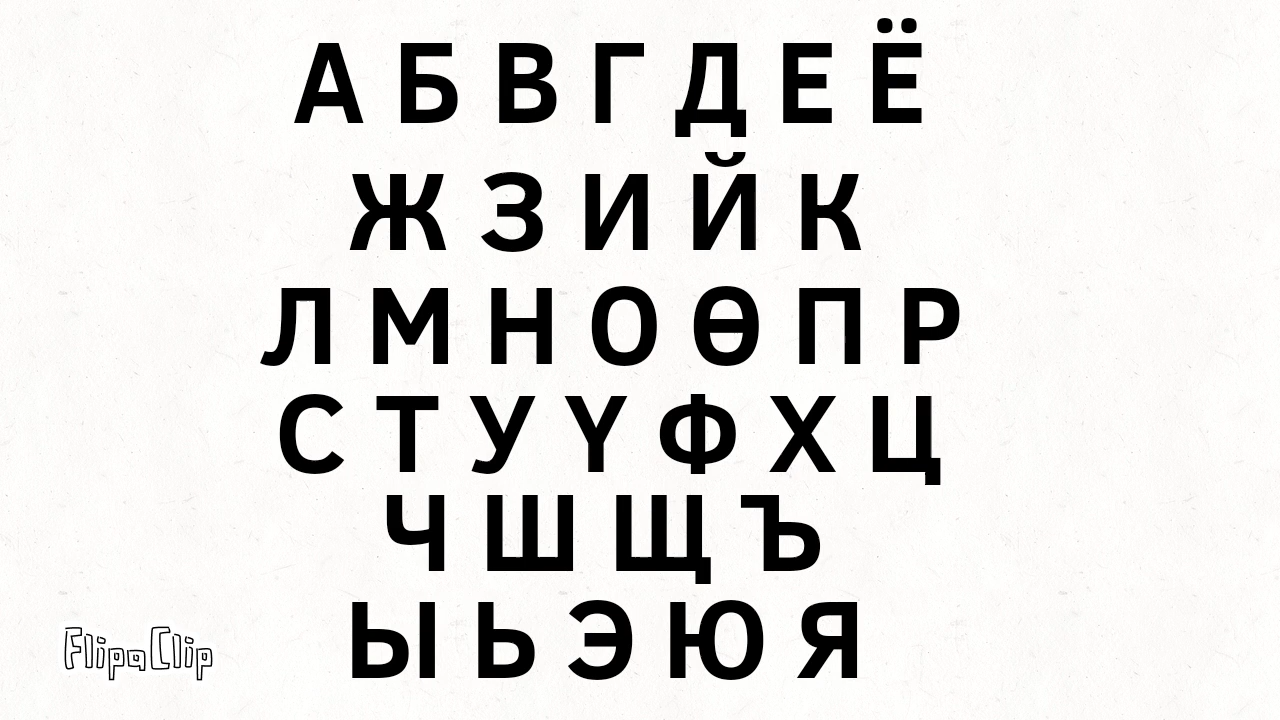 А Б В Г Д Е Ё
Ж З И Й К
Л М Н О Ө П Р
С Т У Ү Ф Х Ц
Ч Ш Щ Ъ
Ы Ь Э Ю Я
FlipaClip